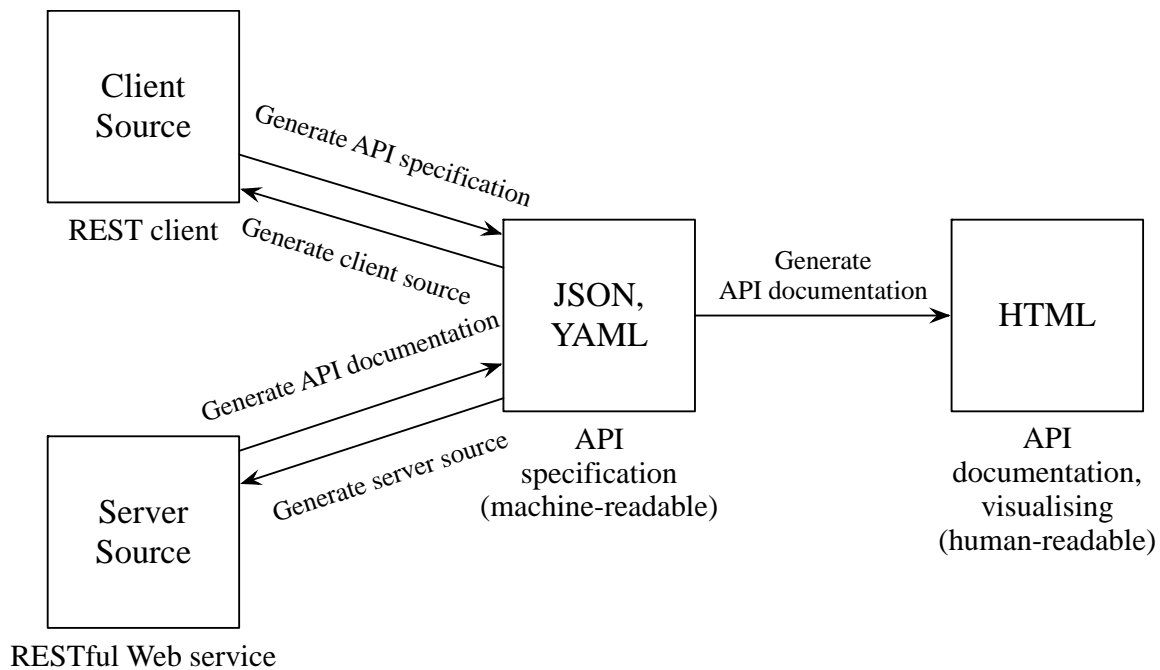 Client
Source
REST client
Generate API specification
Generate client source
Generate API documentation
Generate server source
Server
Source
RESTful Web service
JSON,
YAML
API
specification
(machine-readable)
Generate
API documentation
HTML
API
documentation,
visualising
(human-readable)